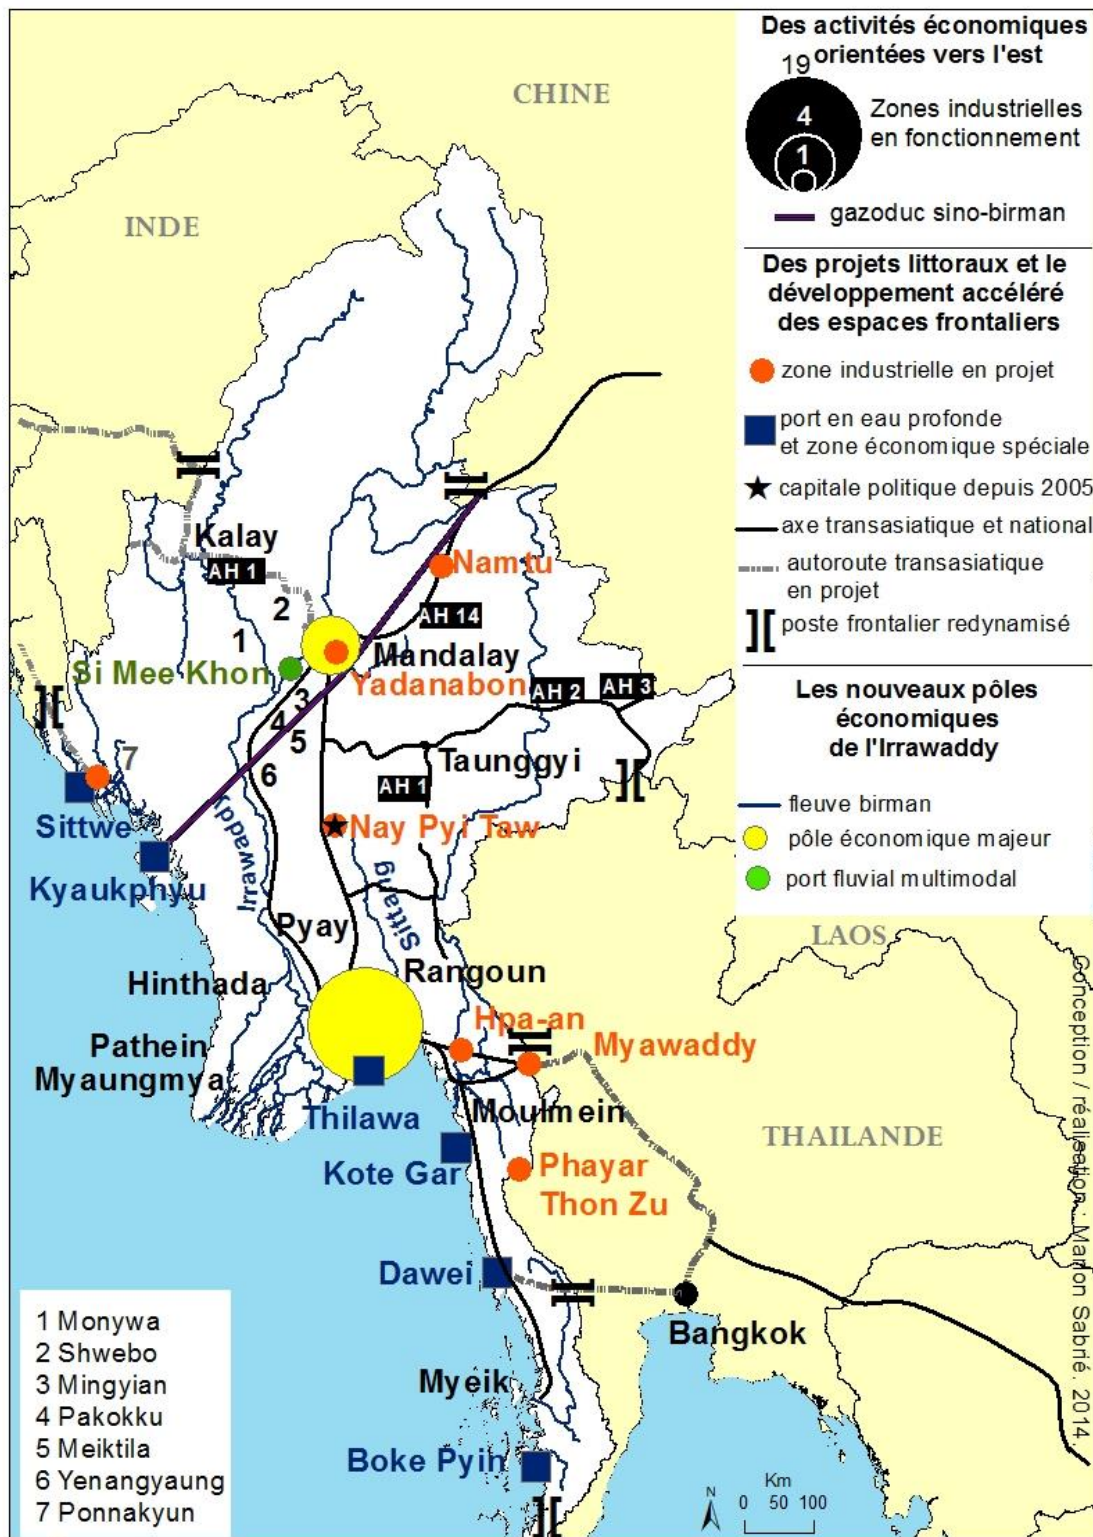 Des activités économiques
orientées vers l'est
19
4
1
Zones industrielles
en fonctionnement
gazoduc sino-birman
Des projets littoraux et le
développement accéléré
des espaces frontaliers
zone industrielle en projet
port en eau profonde
et zone économique spéciale
capitale politique depuis 2005
axe transasiatique et national
autoroute transasiatique
en projet
poste frontalier redynamisé
Les nouveaux pôles
économiques
de l'Irrawaddy
fleuve birman
pôle économique majeur
port fluvial multimodal
CHINE
INDE
Kalay
AH 1
Namtu
2
AH 14
1
Mandalay
Si Mee Khon
Yadanabon
AH 2
AH 3
3
4
5
6
7
Taunggyi
AH 1
Sittwe
Nay Pyi Taw
Kyaukphyu
Irrawaddy
Sittang
Pyay
LAOS
Rangoun
Hinthada
Hpa-an
Pathein
Myawaddy
Myaungmya
Thilawa
Moulmein
THAILANDE
Kote Gar
Phayar
Thon Zu
Dawei
Bangkok
Myeik
Boke Pyin
1 Monywa
2 Shwebo
3 Mingyian
4 Pakokku
5 Meiktila
6 Yenangyaung
7 Ponnakyun
N
Km
0 50 100
Conception / réalisation : Marion Sabrié. 2014